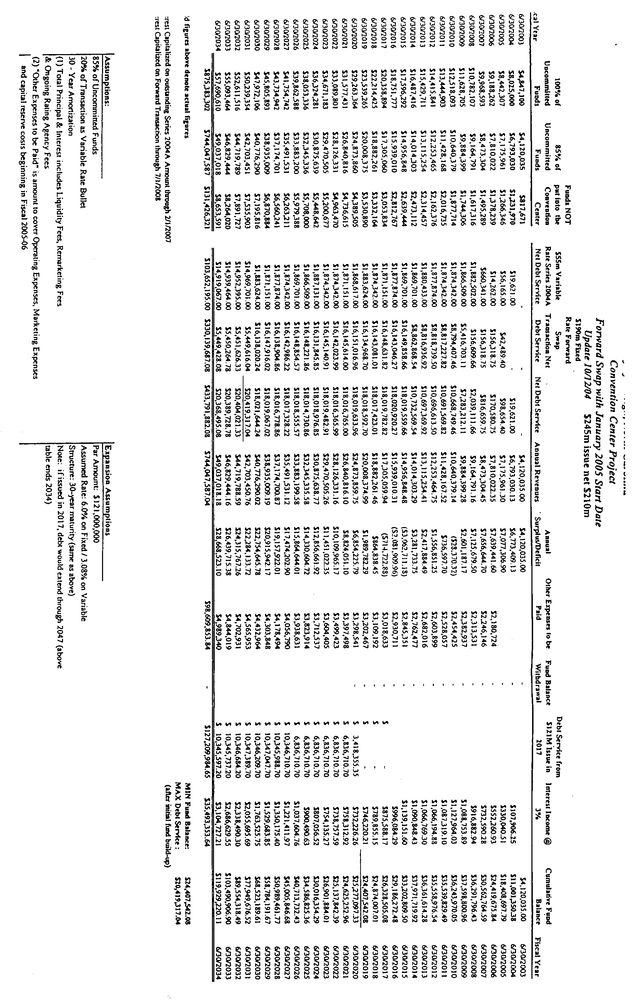 Convention Center Project
Forward Swap with January 2005 Start Date
Update 10/12/04 $245m issue net $210m
$190m Fixed
Funds NOT Rate Forward Debt Service from
100% of 85% of put into the $55m Variable Swap $121M Issue in
Uncommitted Uncommitted Convention Rate Series 2004A Transaction Net Annual Other Expenses to be Fund Balance Interest Income @ Cumulative Fund
cal Year Funds Funds Center Net Debt Service Debt Service Net Debt Service Annual Revenues Surplus/Deficit Paid Withdrawal 2017 3% Balance Fiscal Year
6/30/2003 $4,847,100 $4,120,035 $817,671 - - - $4,120,035.00 $4,120,035.00 - $4,120,035.00 6/30/2003
6/30/2004 $8,025,000 $6,793,030 $1,231,970 $19,621.00 - $19,621.00 $6,793,030.13 $6,773,409.13 - $107,906.25 $11,001,350.38 6/30/2004
6/30/2005 $8,442,307 $7,175,961 $1,266,346 $56,165.00 $42,489.40 $98,654.40 $7,175,961.30 $7,077,306.90 - $330,040.51 $18,408,697.79 6/30/2005
6/30/2006 $9,188,262 $7,810,022 $1,378,239 $14,262.00 $156,318.75 $170,580.75 $7,810,022.35 $7,639,441.60 $2,180,724 - $552,260.93 $24,419,675.84 6/30/2006
6/30/2007 $9,968,593 $8,473,304 $1,495,289 $660,341.00 $156,318.75 $816,659.75 $8,473,304.45 $7,656,644.70 $2,246,146 - $732,590.28 $30,562,764.59 6/30/2007
6/30/2008 $10,782,107 $9,164,791 $1,617,316 $1,882,502.00 $156,609.66 $2,039,111.66 $9,164,791.16 $7,125,679.50 $2,313,531 - $916,882.94 $36,291,796.43 6/30/2008
6/30/2009 $11,628,705 $9,884,399 $1,744,306 $1,866,509.00 $5,416,703.11 $7,283,212.11 $9,884,399.28 $2,601,187.17 $2,382,937 - $1,088,753.89 $37,598,800.96 6/30/2009
6/30/2010 $12,518,093 $10,640,379 $1,877,714 $1,874,342.00 $8,794,407.46 $10,668,749.46 $10,640,379.14 ($28,370.32) $2,454,425 - $1,127,964.03 $36,243,970.05 6/30/2010
6/30/2011 $13,444,903 $11,428,168 $2,016,735 $1,874,342.00 $8,817,227.82 $10,691,569.82 $11,428,167.52 $736,597.70 $2,528,057 - $1,087,319.10 $35,539,829.49 6/30/2011
6/30/2012 $14,415,841 $12,253,465 $2,162,376 $1,877,874.00 $8,818,739.50 $10,696,613.50 $12,253,464.75 $1,556,851.25 $2,603,899 - $1,066,194.88 $35,558,976.54 6/30/2012
6/30/2013 $15,429,711 $13,115,254 $2,314,457 $1,880,433.00 $8,816,936.92 $10,697,369.92 $13,115,254.41 $2,417,884.49 $2,682,016 - $1,066,769.30 $36,361,614.28 6/30/2013
6/30/2014 $16,487,416 $14,014,303 $2,473,112 $1,869,701.00 $8,862,868.54 $10,732,569.54 $14,014,303.29 $3,281,733.75 $2,762,477 - $1,090,848.43 $37,971,719.92 6/30/2014
6/30/2015 $17,596,292 $14,956,848 $2,639,444 $1,869,701.00 $16,149,858.66 $18,019,559.66 $14,956,848.48 ($3,062,711.18) $2,845,351 - $1,139,151.60 $33,202,809.50 6/30/2015
6/30/2016 $18,751,777 $15,939,010 $2,812,767 $1,877,874.00 $16,143,046.27 $18,020,920.27 $15,939,010.31 ($2,081,909.96) $2,930,711 - $996,084.29 $29,186,272.48 6/30/2016
6/30/2017 $20,358,894 $17,305,060 $3,053,834 $1,871,151.00 $16,148,631.82 $18,019,782.82 $17,305,059.94 ($714,722.88) $3,018,633 - $ - $875,588.17 $26,328,505.08 6/30/2017
6/30/2018 $22,214,425 $18,882,261 $3,332,164 $1,874,342.00 $16,143,081.01 $18,017,423.01 $18,882,261.46 $864,838.45 $3,109,192 - $ - $789,855.15 $24,874,007.01 6/30/2018
6/30/2019 $23,539,265 $20,008,375 $3,530,890 $1,883,624.00 $16,134,968.70 $18,018,592.70 $20,008,374.99 $1,989,782.29 $3,202,467 - $ - $746,220.21 $24,407,542.08 6/30/2019
6/30/2020 $29,263,364 $24,873,860 $4,389,505 $1,868,617.00 $16,151,016.96 $18,019,633.96 $24,873,859.75 $6,854,225.79 $3,298,541 - $ 3,418,355.35 $732,226.26 $25,277,097.33 6/30/2020
6/30/2021 $31,577,431 $26,840,816 $4,736,615 $1,871,151.00 $16,145,614.00 $18,016,765.00 $26,840,816.10 $8,824,051.10 $3,397,498 $ 6,836,710.70 $758,312.92 $24,625,252.96 6/30/2021
6/30/2022 $33,089,801 $28,126,331 $4,963,470 $1,874,342.00 $16,142,023.99 $18,016,365.99 $28,126,331.16 $10,109,965.17 $3,499,423 $ 6,836,710.70 $738,757.59 $25,137,842.39 6/30/2022
6/30/2023 $34,671,183 $29,470,505 $5,200,677 $1,874,342.00 $16,145,140.91 $18,019,482.91 $29,470,505.26 $11,451,022.35 $3,604,405 $ 6,836,710.70 $754,135.27 $26,901,884.01 6/30/2023
6/30/2024 $36,324,281 $30,875,639 $5,448,642 $1,887,131.00 $16,131,845.85 $18,018,976.85 $30,875,638.77 $12,856,661.92 $3,712,537 $ 6,836,710.70 $807,056.52 $30,016,354.29 6/30/2024
6/30/2025 $38,053,336 $32,345,336 $5,708,000 $1,866,509.00 $16,148,221.86 $18,014,730.86 $32,345,335.58 $14,330,604.72 $3,823,914 $ 6,836,710.70 $900,490.63 $34,586,825.36 6/30/2025
6/30/2026 $39,862,588 $33,883,200 $5,979,388 $1,869,701.00 $16,148,854.57 $18,018,555.57 $33,883,199.58 $15,864,644.01 $3,938,631 $ 6,836,710.70 $1,037,604.76 $40,713,732.43 6/30/2026
6/30/2027 $41,754,742 $35,491,531 $6,263,211 $1,874,342.00 $16,142,986.22 $18,017,328.22 $35,491,531.12 $17,474,202.90 $4,056,790 $ 10,346,710.70 $1,221,411.97 $45,005,846.68 6/30/2027
6/30/2028 $43,734,942 $37,174,701 $6,560,241 $1,877,874.00 $16,138,904.86 $18,016,778.86 $37,174,700.87 $19,157,922.01 $4,178,494 $ 10,345,988.70 $1,350,175.40 $50,989,461.77 6/30/2028
6/30/2029 $45,805,893 $38,935,009 $6,870,884 $1,871,151.00 $16,147,916.02 $18,019,067.02 $38,935,009.19 $20,915,942.17 $4,303,848 $ 10,347,047.70 $1,529,683.85 $58,784,191.67 6/30/2029
6/30/2030 $47,972,106 $40,776,290 $7,195,816 $1,883,624.00 $16,138,020.24 $18,021,644.24 $40,776,290.02 $22,754,645.78 $4,432,964 $ 10,346,209.70 $1,763,525.75 $68,523,189.61 6/30/2030
6/30/2031 $50,239,354 $42,703,451 $7,535,903 $14,969,701.00 $5,449,616.04 $20,419,317.04 $42,703,450.76 $22,284,133.72 $4,565,953 $ 10,347,389.70 $2,055,695.69 $77,949,676.52 6/30/2031
6/30/2032 $52,611,516 $44,719,789 $7,891,727 $14,952,395.00 $5,451,626.33 $20,404,021.33 $44,719,788.59 $24,315,767.26 $4,702,931 $ 10,346,684.20 $2,338,490.30 $89,554,318.49 6/30/2032
6/30/2033 $55,093,464 $46,829,444 $8,264,020 $14,939,464.00 $5,450,264.78 $20,389,728.78 $46,829,444.16 $26,439,715.38 $4,844,019 $ 10,345,737.20 $2,686,629.55 $103,490,906.90 6/30/2033
6/30/2034 $57,690,610 $49,037,018 $8,653,591 $14,919,067.00 $5,449,428.08 $20,368,495.08 $49,037,018.18 $28,668,523.10 $4,989,340 $ 10,345,597.20 $3,104,727.21 $119,929,220.11 6/30/2034
$875,383,302 $744,047,587 $131,426,321 $103,652,195.00 $330,139,687.08 $433,791,882.08 $744,047,587.04 $98,609,853.84 - $127,209,984.65 $35,493,353.64
d figures above denote actual figures MIN Fund Balance: $24,407,542.08
MAX Debt Service : $20,419,317.04
rest Capitalized on outstanding Series 2004A Amount through 2/1/2007 (after initial fund build-up)
rest Capitalized on Forward Transaction through 7/1/2008
Assumptions:
85% of Uncommitted Funds
20% of Transaction as Variable Rate Bullet
30 - Year Amortization
(1) Total Principal & Interest includes Liquidity Fees, Remarketing Fees
& Ongoing Rating Agency Fees
(2) "Other Expenses to be Paid" is amount to cover Operating Expenses, Marketing Expenses
and capital reserve costs beginning in Fiscal 2005-06
Expansion Assumptions
Par Amount: $121,000,000
Assumed Rate: 6.0% on Fixed / 3.08% on Variable
Structure: 30-year maturity (same as above)
Note: if issued in 2017, debt would extend through 2047 (above
table ends 2034)